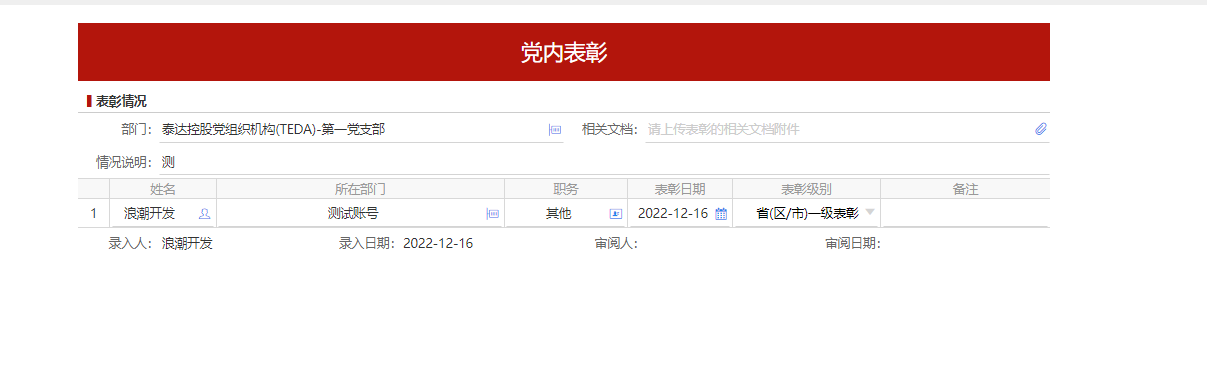 党内表彰
表彰情况
部门: 泰达控股党组织机构(TEDA)-第一党支部 相关文档: 请上传表彰的相关文档附件
情况说明: 测
姓名 所在部门 职务 表彰日期 表彰级别 备注
1 浪潮开发 测试账号 其他 2022-12-16 省(区/市)一级表彰
录入人: 浪潮开发 录入日期: 2022-12-16 审阅人: 审阅日期: